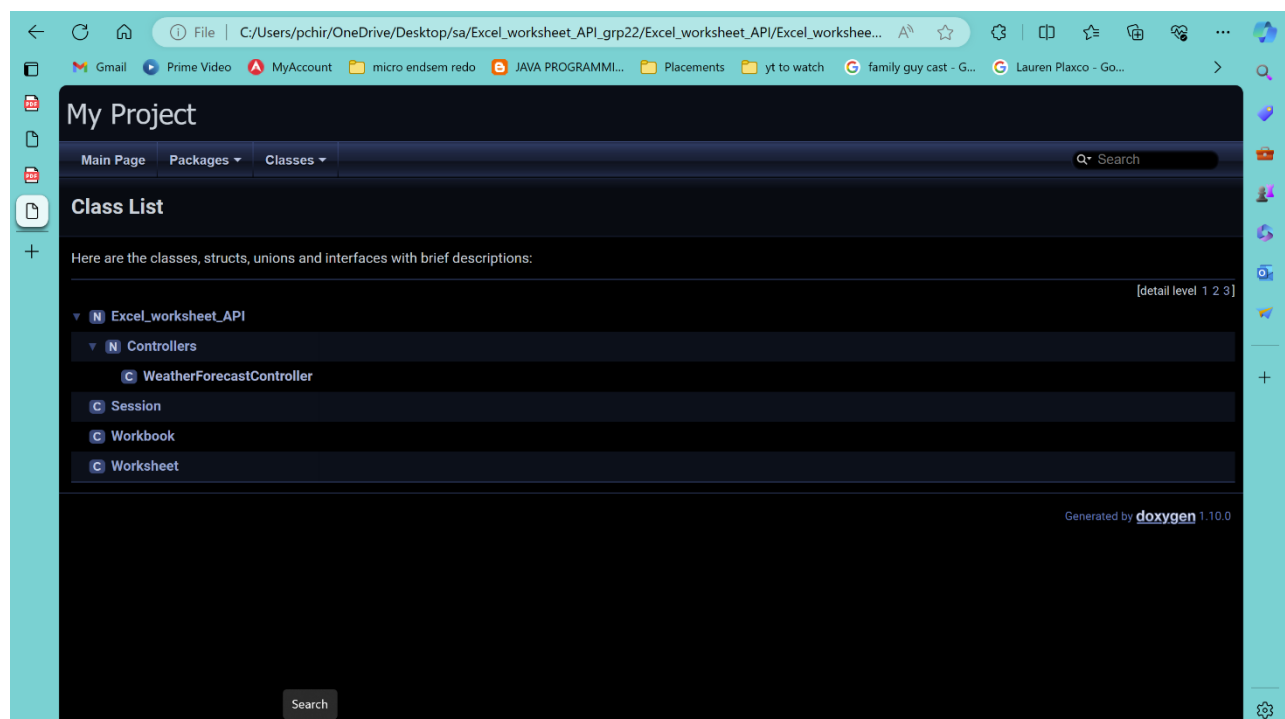 File
C:/Users/pchir/OneDrive/Desktop/sa/Excel_worksheet_API_grp22/Excel_worksheet_API/Excel_workshee...
Gmail Prime Video MyAccount micro endsem redo JAVA PROGRAMMI... Placements yt to watch family guy cast - G... Lauren Plaxco - Go...
My Project
Main Page Packages Classes Search
Class List
Here are the classes, structs, unions and interfaces with brief descriptions:
[detail level 1 2 3]
N Excel_worksheet_API
N Controllers
C WeatherForecastController
C Session
C Workbook
C Worksheet
Generated by doxygen 1.10.0
Search